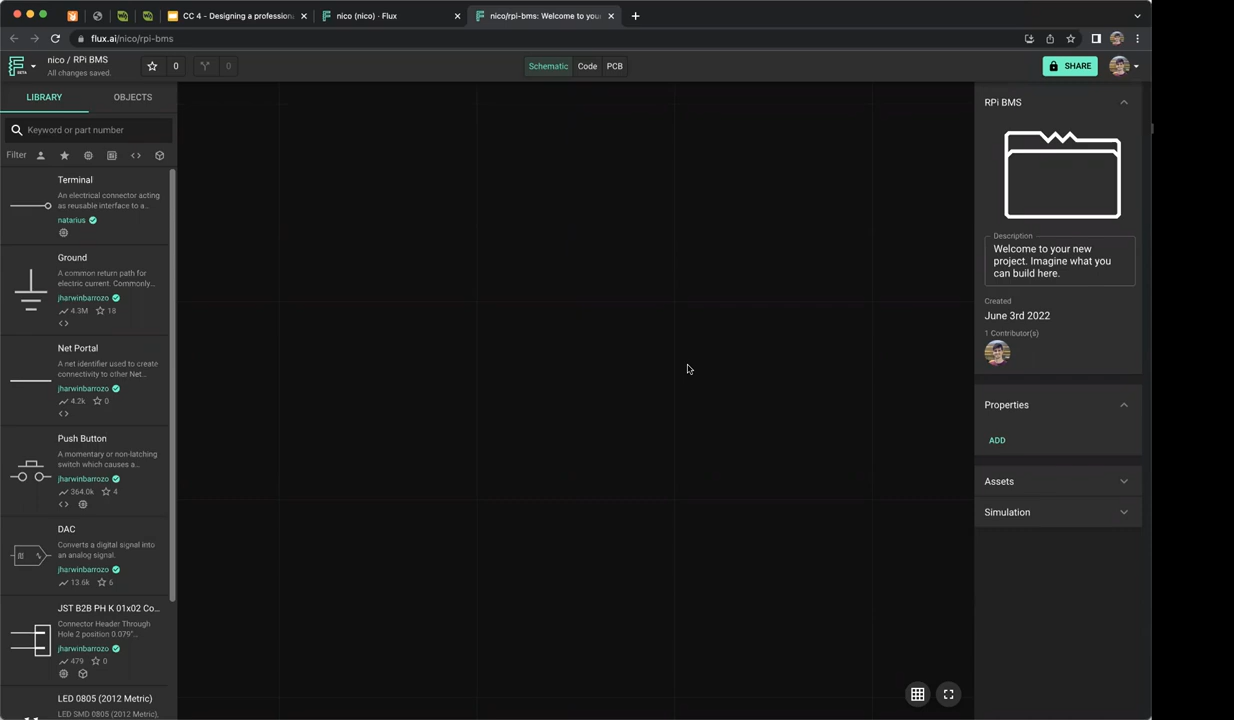 CC 4 - Designing a profession
nico (nico) · Flux
nico/rpi-bms: Welcome to you
flux.ai/nico/rpi-bms
BETA
nico / RPi BMS
All changes saved.
0
0
Schematic Code PCB
SHARE
LIBRARY OBJECTS
Keyword or part number
Filter
Terminal
An electrical connector acting
as reusable interface to a...
natarius
Ground
A common return path for
electric current. Commonly...
jharwinbarrozo
4.3M 18
Net Portal
A net identifier used to create
connectivity to other Net...
jharwinbarrozo
4.2k 0
Push Button
A momentary or non-latching
switch which causes a...
jharwinbarrozo
364.0k 4
DAC
Converts a digital signal into
an analog signal.
jharwinbarrozo
13.6k 6
JST B2B PH K 01x02 Co...
Connector Header Through
Hole 2 position 0.079"...
jharwinbarrozo
479 0
LED 0805 (2012 Metric)
LED SMD 0805 (2012 Metric),
RPi BMS
Description
Welcome to your new
project. Imagine what you
can build here.
Created
June 3rd 2022
1 Contributor(s)
Properties
ADD
Assets
Simulation